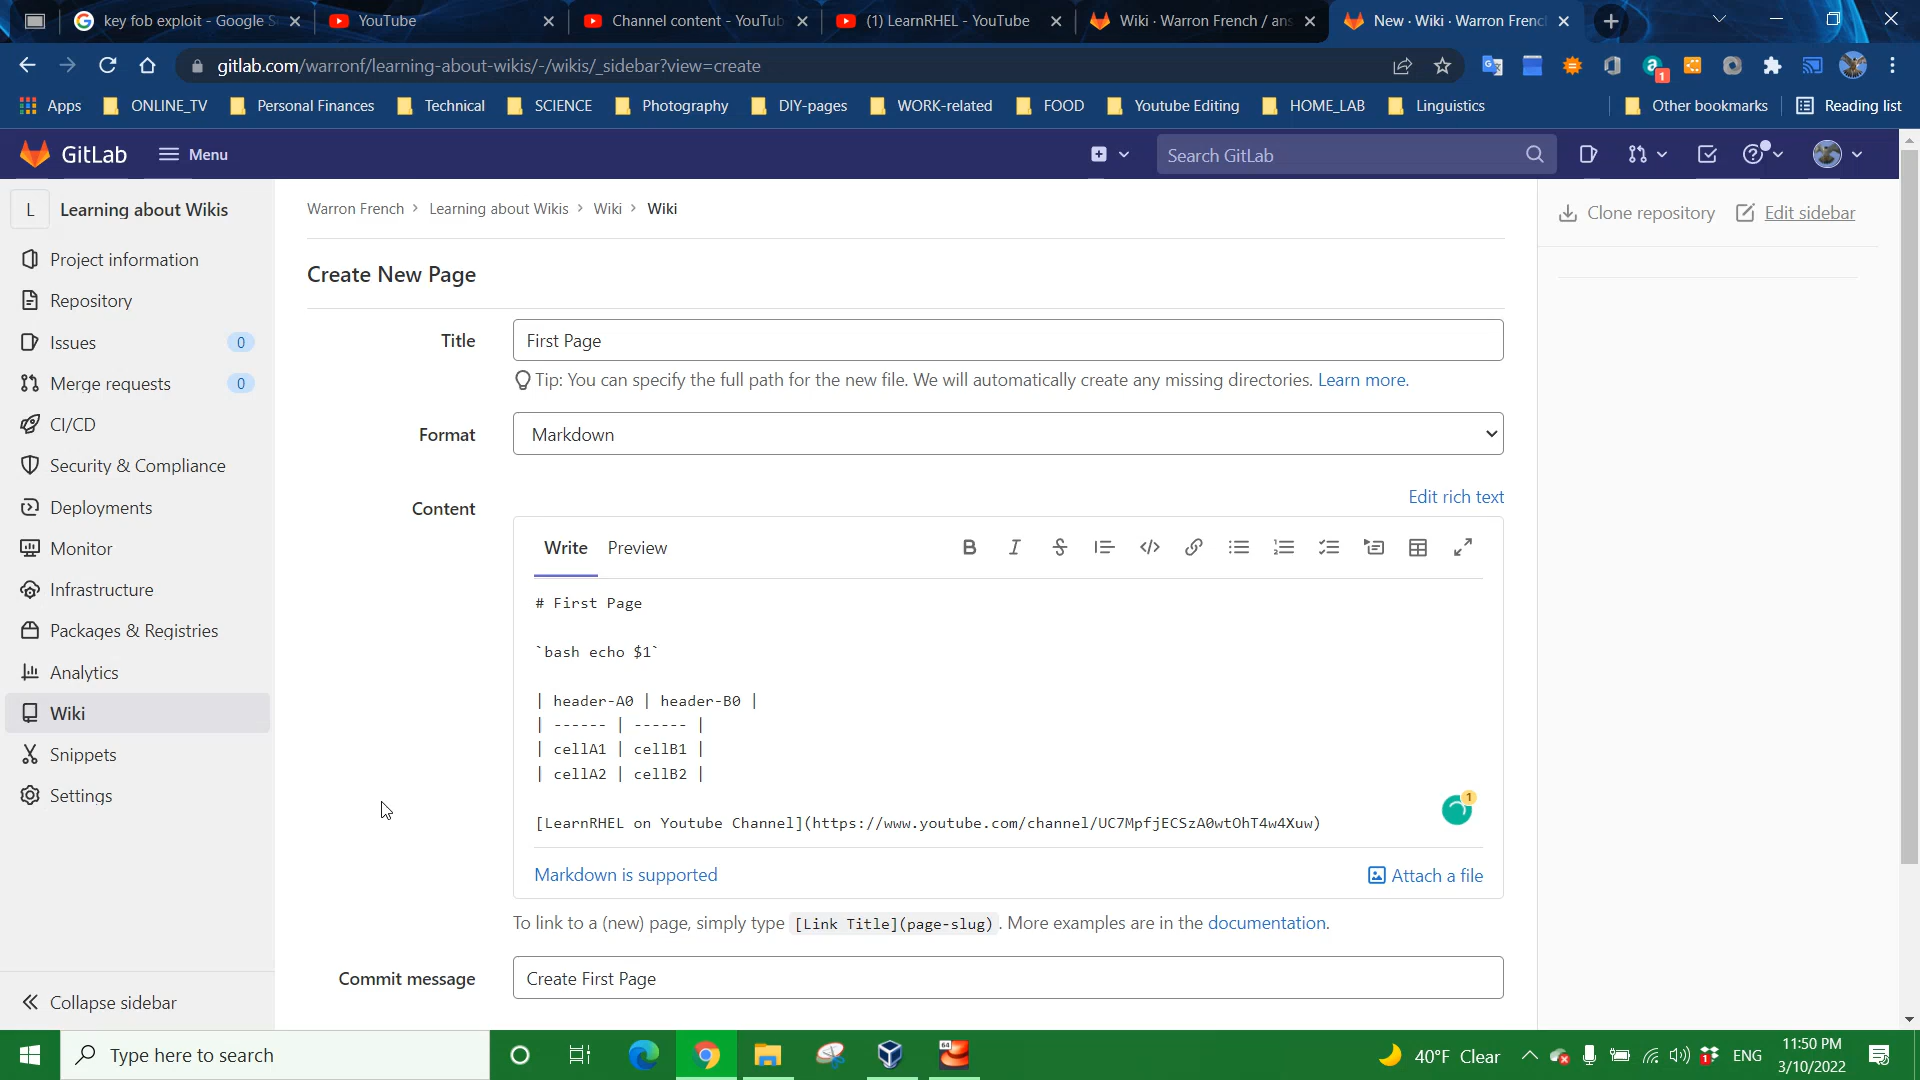 key fob exploit - Google S
YouTube
Channel content - YouTub
(1) LearnRHEL - YouTube
Wiki · Warron French / ans
New · Wiki · Warron Frenc
gitlab.com/warronf/learning-about-wikis/-/wikis/_sidebar?view=create
1
Apps
ONLINE_TV
Personal Finances
Technical
SCIENCE
Photography
DIY-pages
WORK-related
FOOD
Youtube Editing
HOME_LAB
Linguistics
Other bookmarks
Reading list
GitLab
Menu
Search GitLab
L
Learning about Wikis
Project information
Repository
Issues
0
Merge requests
0
CI/CD
Security & Compliance
Deployments
Monitor
Infrastructure
Packages & Registries
Analytics
Wiki
Snippets
Settings
Collapse sidebar
Warron French > Learning about Wikis > Wiki > Wiki
Clone repository
Edit sidebar
Create New Page
Title
First Page
Tip: You can specify the full path for the new file. We will automatically create any missing directories. Learn more.
Format
Markdown
Content
Edit rich text
Write
Preview
# First Page
`bash echo $1`
| header-A0 | header-B0 |
| ------ | ------ |
| cellA1 | cellB1 |
| cellA2 | cellB2 |
[LearnRHEL on Youtube Channel](https://www.youtube.com/channel/UC7MpfjECSzA0wtOhT4w4Xuw)
1
Markdown is supported
Attach a file
To link to a (new) page, simply type [Link Title](page-slug). More examples are in the documentation.
Commit message
Create First Page
Type here to search
64
40°F Clear
1
ENG
11:50 PM
3/10/2022